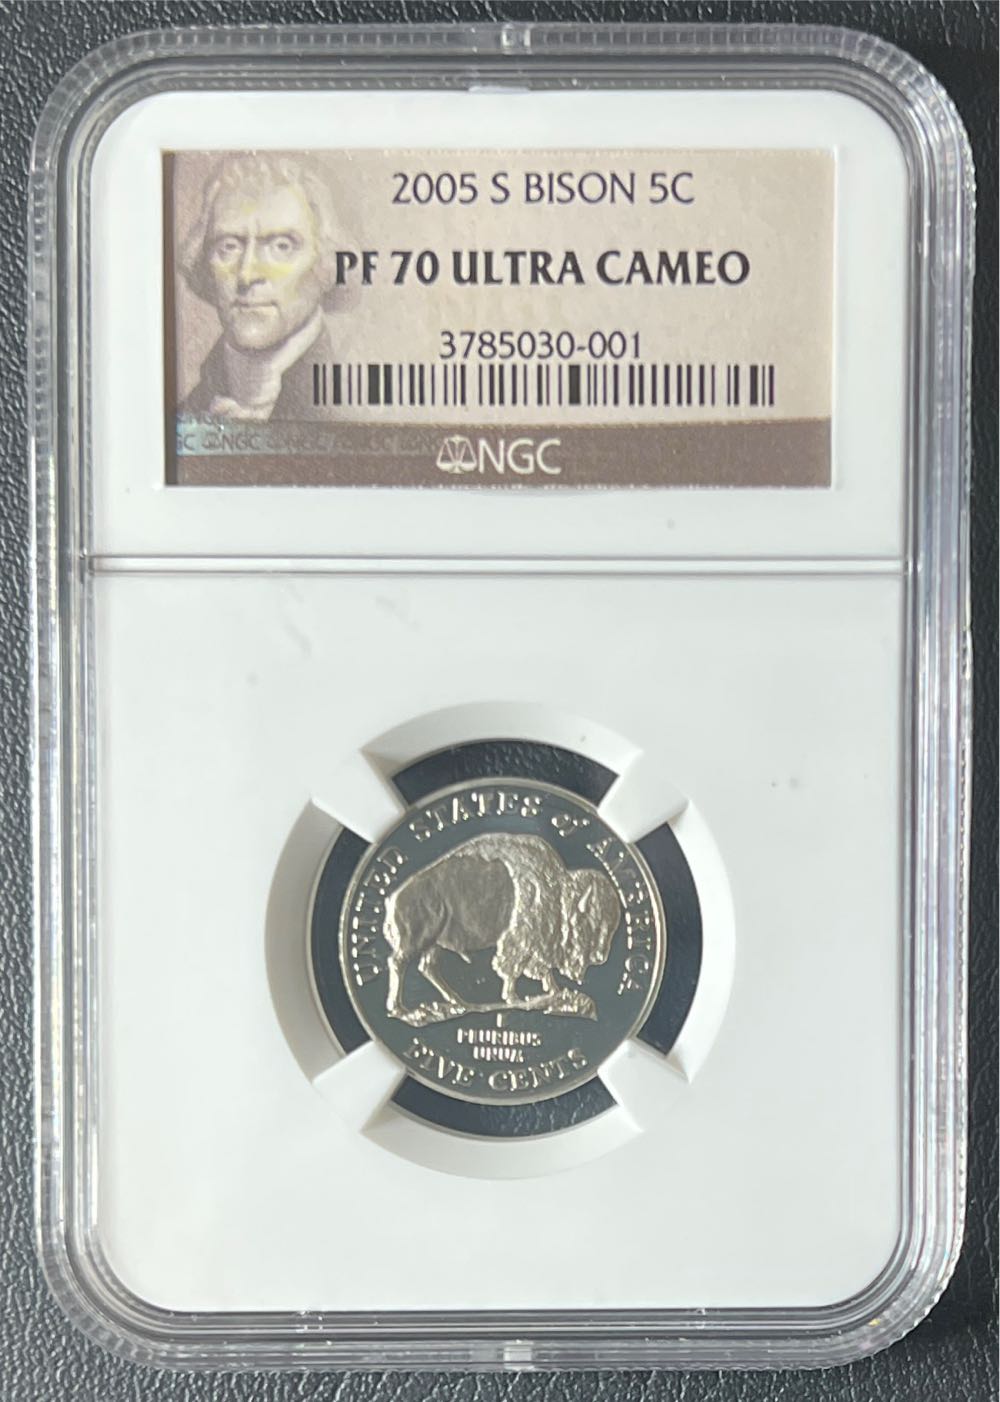 2005 S BISON 5C
PF 70 ULTRA CAMEO
3785030-001
NGC
UNITED STATES of AMERICA
E
PLURIBUS
UNUM
FIVE CENTS